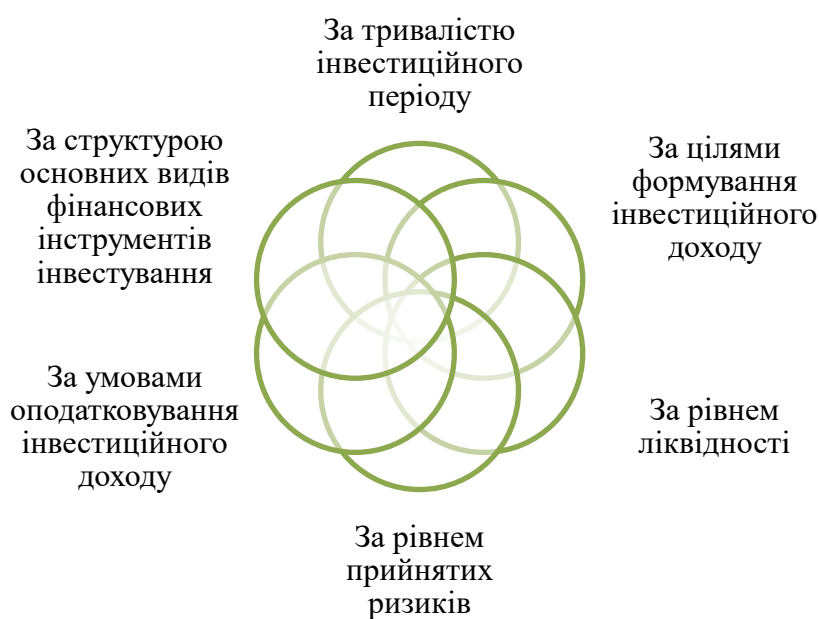 За тривалістю
інвестиційного
періоду
За цілями
формування
інвестиційного
доходу
За рівнем
ліквідності
За рівнем
прийнятих
ризиків
За умовами
оподатковування
інвестиційного
доходу
За структурою
основних видів
фінансових
інструментів
інвестування